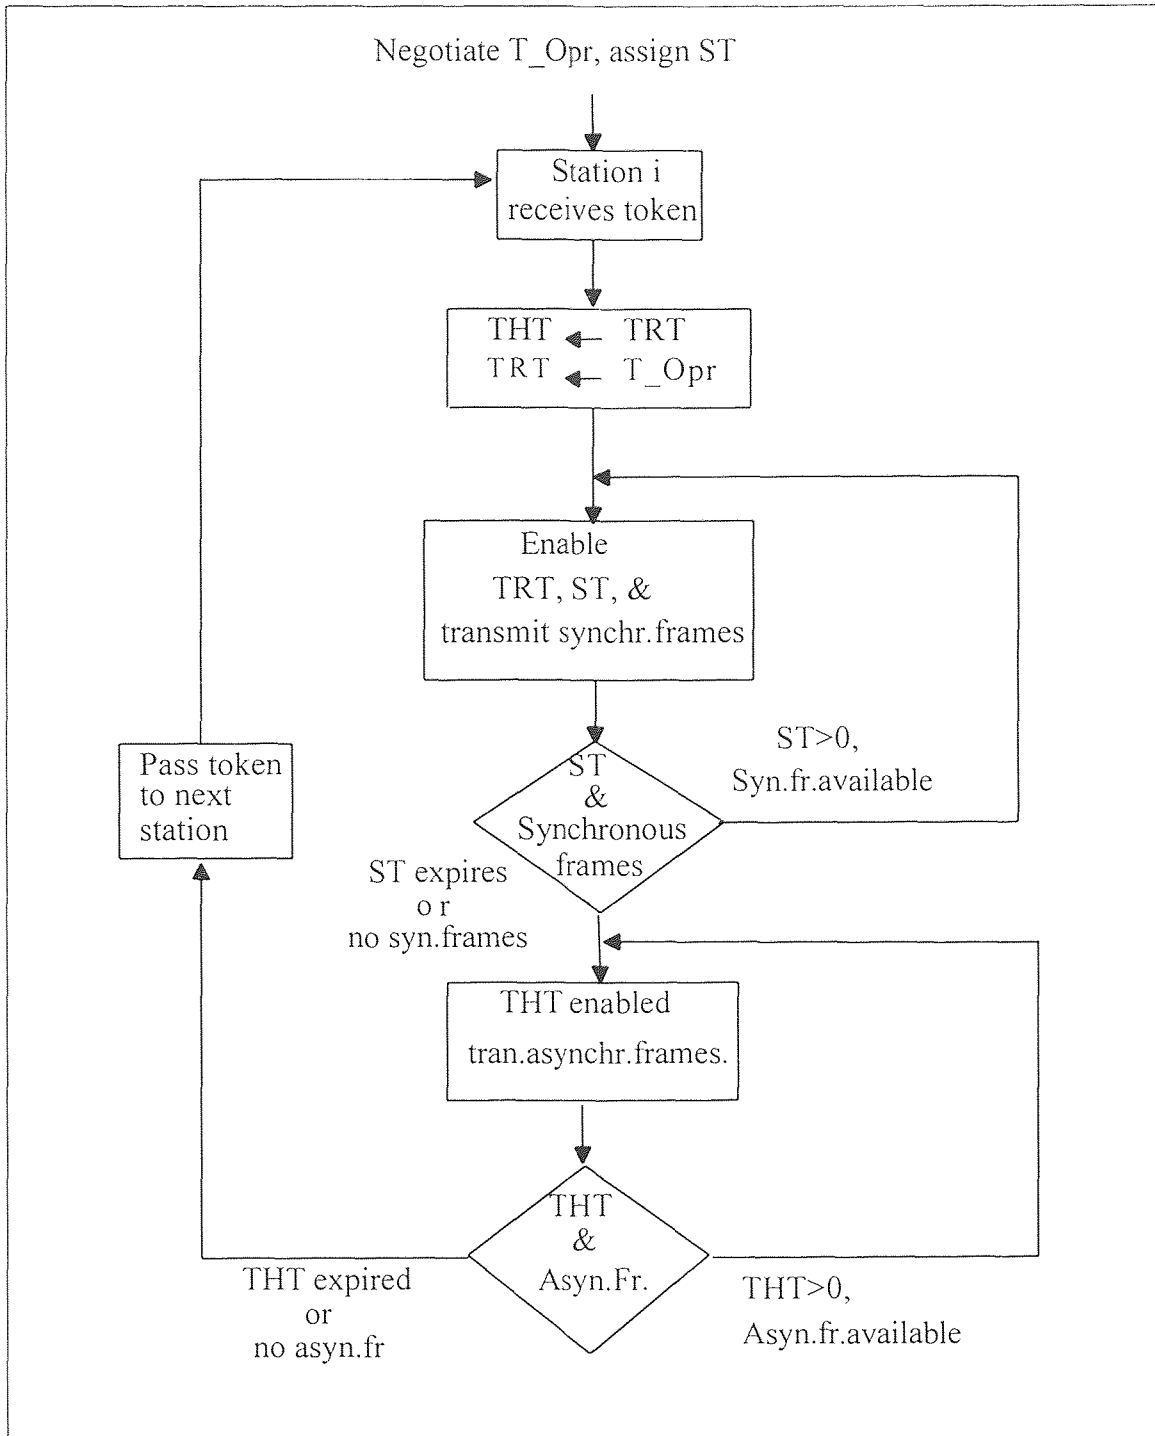 Negotiate T_Opr, assign ST
Station i
receives token
THT TRT
TRT T_Opr
Enable
TRT, ST, &
transmit synchr.frames
ST>0,
Syn.fr.available
ST
&
Synchronous
frames
Pass token
to next
station
ST expires
o r
no syn.frames
THT enabled
tran.asynchr.frames.
THT
&
Asyn.Fr.
THT expired
or
no asyn.fr
THT>0,
Asyn.fr.available